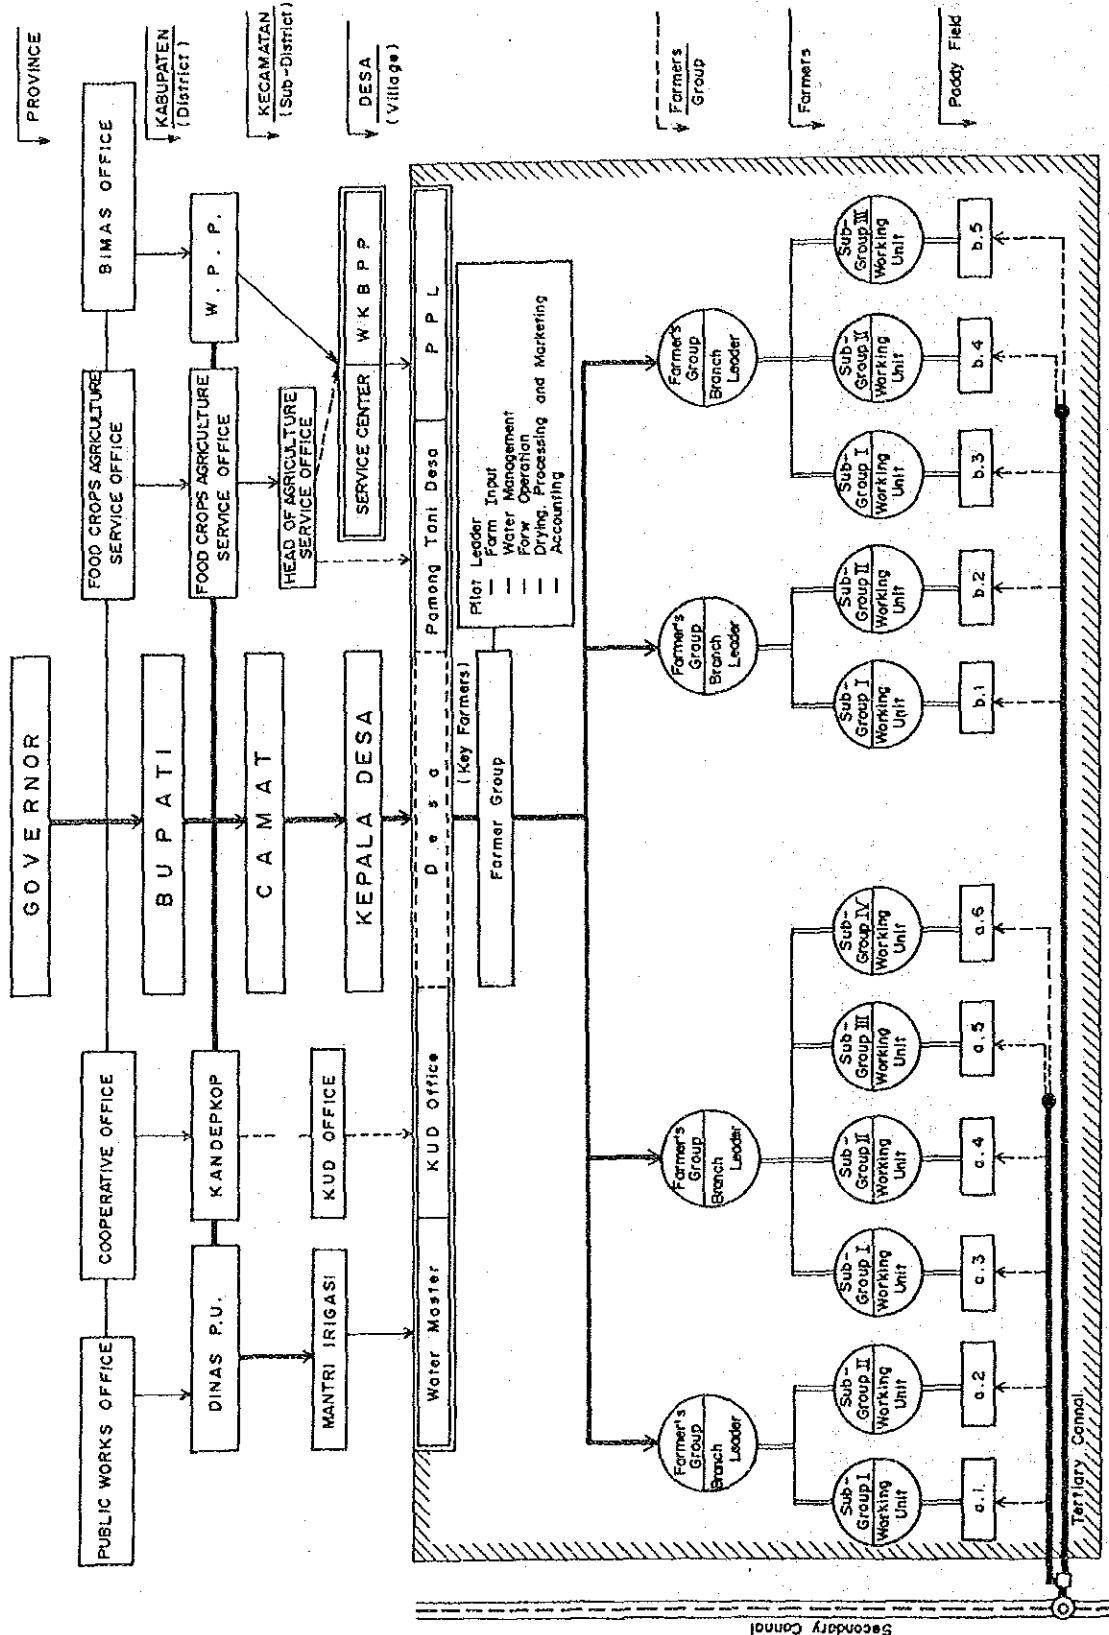 GOVERNOR
PROVINCE
PUBLIC WORKS OFFICE
COOPERATIVE OFFICE
FOOD CROPS AGRICULTURE
SERVICE OFFICE
BIMAS OFFICE
BUPATI
KABUPATEN
(District)
DINAS P.U.
KANDEPKOP
FOOD CROPS AGRICULTURE
SERVICE OFFICE
W. P. P.
CAMAT
KECAMATAN
(Sub-District)
MANTRI IRIGASI
KUD OFFICE
HEAD OF AGRICULTURE
SERVICE OFFICE
KEPALA DESA
SERVICE CENTER
WKBPP
DESA
(Village)
Water Master
KUD Office
Desa
Pamong Tani Desa
PPL
(Key Farmers)
Farmer Group
Pilot Leader
— Farm Input
— Water Management
— Forw Operation
— Drying, Processing and Marketing
— Accounting
Farmer's
Group
Branch
Leader
Farmer's
Group
Branch
Leader
Farmer's
Group
Branch
Leader
Farmer's
Group
Branch
Leader
Farmers
Group
Sub-
Group I
Working
Unit
Sub-
Group II
Working
Unit
Sub-
Group I
Working
Unit
Sub-
Group II
Working
Unit
Sub-
Group III
Working
Unit
Sub-
Group IV
Working
Unit
Sub-
Group I
Working
Unit
Sub-
Group II
Working
Unit
Sub-
Group I
Working
Unit
Sub-
Group II
Working
Unit
Sub-
Group III
Working
Unit
Farmers
a.1
a.2
a.3
a.4
a.5
a.6
b.1
b.2
b.3
b.4
b.5
Paddy Field
Tertiary Cannal
Secondary Cannal